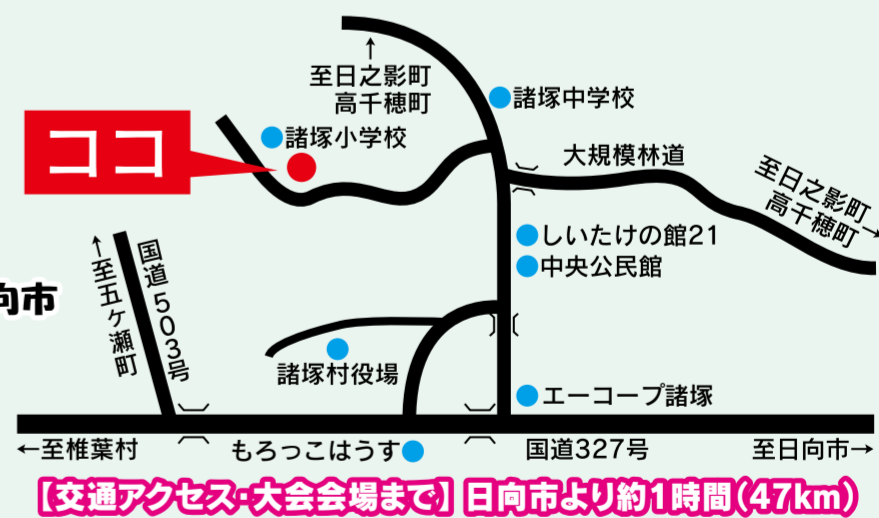 ↑
至日之影町
高千穂町
諸塚中学校
ココ
諸塚小学校
大規模林道
至日之影町
高千穂町→
しいたけの館21
中央公民館
向市
←至五ヶ瀬町
国道503号
諸塚村役場
エーコープ諸塚
←至椎葉村
もろっこはうす
国道327号
至日向市→
【交通アクセス・大会会場まで】日向市より約1時間(47km)